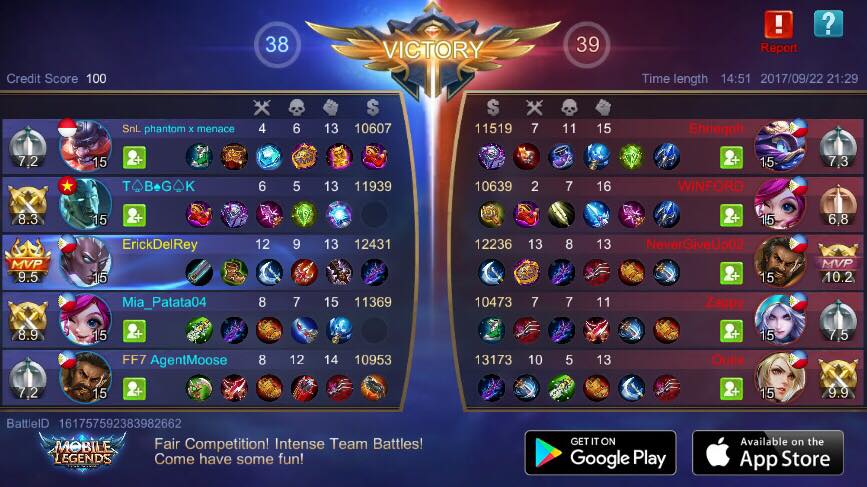 38 VICTORY 39
Report
Credit Score 100
Time length 14:51 2017/09/22 21:29
SnL phantom x menace 4 6 13 10607
7,2 15
T♤B♠G♤K 6 5 13 11939
8.3 15
ErickDelRey 12 9 13 12431
MVP 9.5 15
Mia_Patata04 8 7 15 11369
8.9 15
FF7 AgentMoose 8 12 14 10953
7,2 15
11519 7 11 15
15 7,3
10639 2 7 16 WINFORD
15 6,8
12236 13 8 13 NeverGiveUp02
15 MVP 10.2
10473 7 7 11 Zappy
15 7,5
13173 10 5 13
15 9.9
BattleID 161757592383982662
MOBILE LEGENDS
Fair Competition! Intense Team Battles!
Come have some fun!
GET IT ON
Google Play
Available on the
App Store